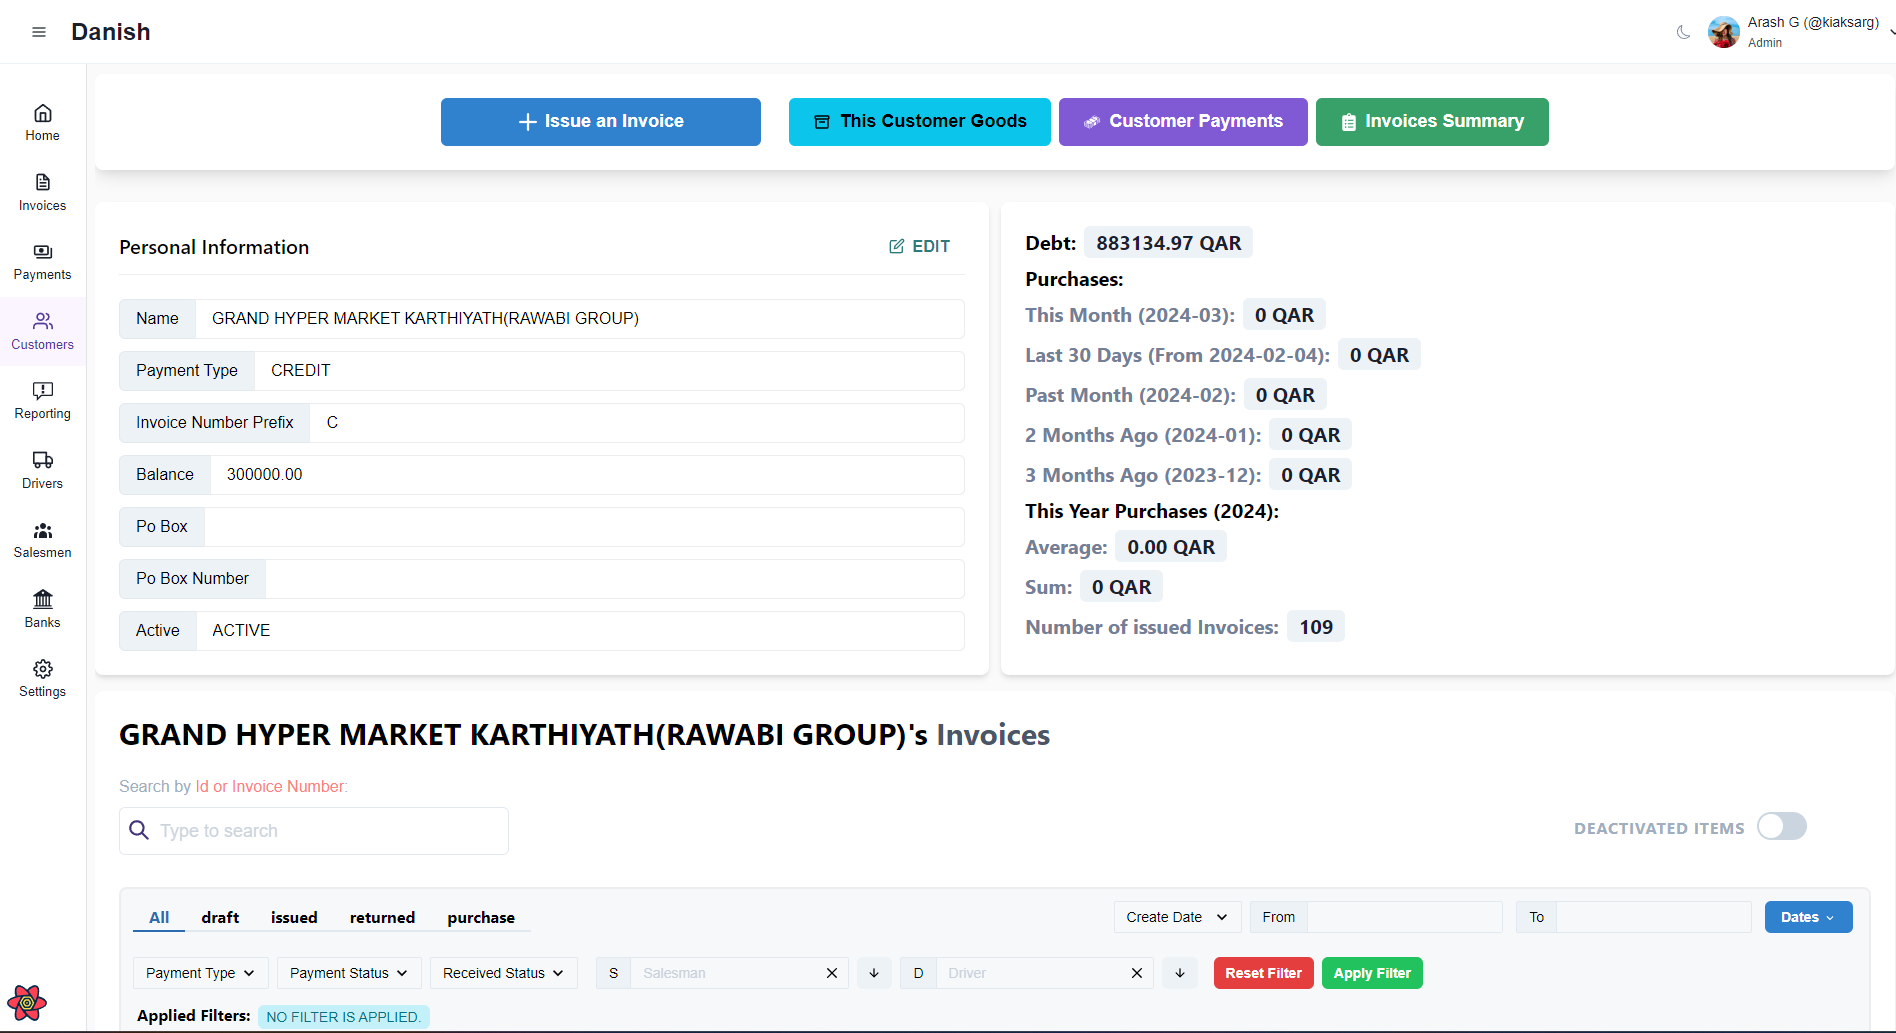 Danish
Arash G (@kiaksarg)
Admin
Home
Invoices
Payments
Customers
Reporting
Drivers
Salesmen
Banks
Settings
Issue an Invoice
This Customer Goods
Customer Payments
Invoices Summary
Personal Information
EDIT
Name GRAND HYPER MARKET KARTHIYATH(RAWABI GROUP)
Payment Type CREDIT
Invoice Number Prefix C
Balance 300000.00
Po Box
Po Box Number
Active ACTIVE
Debt: 883134.97 QAR
Purchases:
This Month (2024-03): 0 QAR
Last 30 Days (From 2024-02-04): 0 QAR
Past Month (2024-02): 0 QAR
2 Months Ago (2024-01): 0 QAR
3 Months Ago (2023-12): 0 QAR
This Year Purchases (2024):
Average: 0.00 QAR
Sum: 0 QAR
Number of issued Invoices: 109
GRAND HYPER MARKET KARTHIYATH(RAWABI GROUP)'s Invoices
Search by Id or Invoice Number:
Type to search
DEACTIVATED ITEMS
All draft issued returned purchase
Create Date From To Dates
Payment Type Payment Status Received Status S Salesman D Driver Reset Filter Apply Filter
Applied Filters: NO FILTER IS APPLIED.